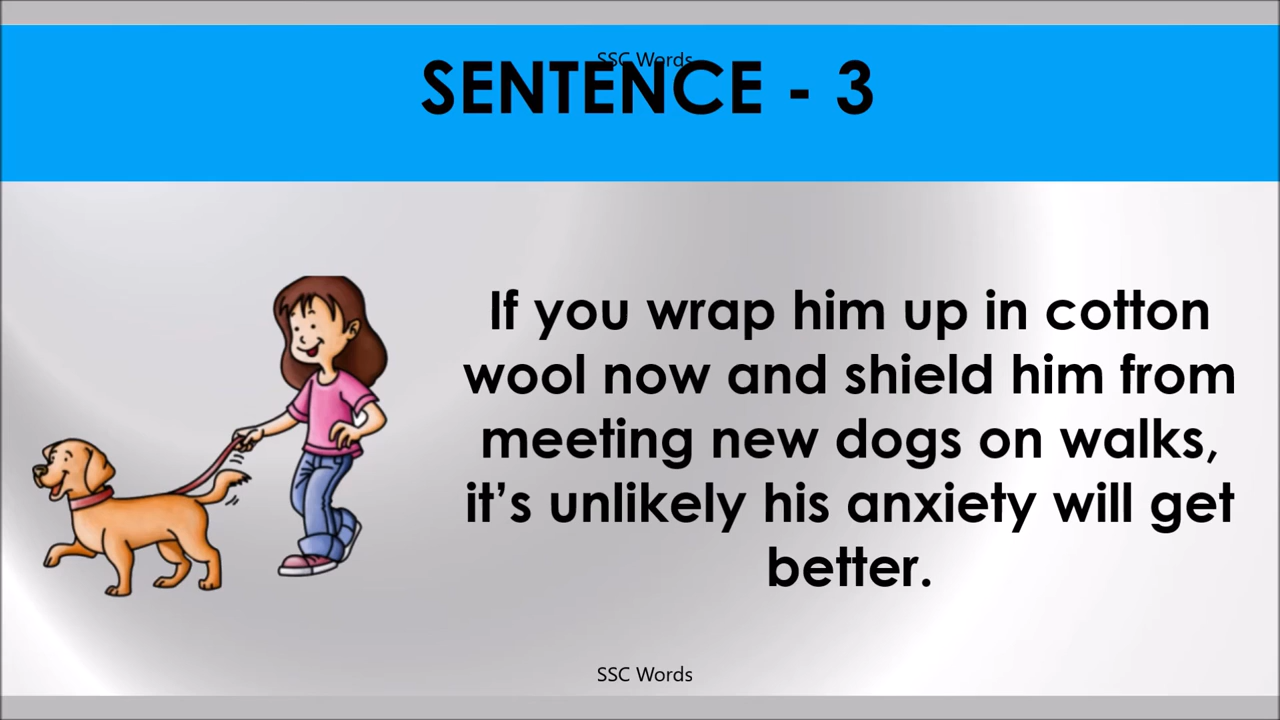 SSC Words
SENTENCE - 3
If you wrap him up in cotton
wool now and shield him from
meeting new dogs on walks,
it's unlikely his anxiety will get
better.
SSC Words